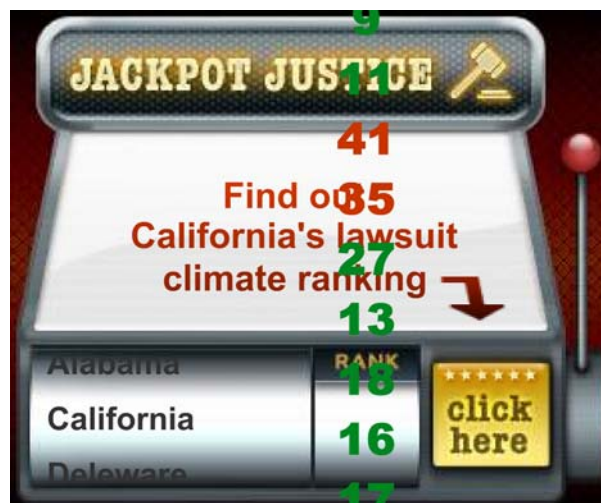 9
JACKPOT JUSTICE
11
41
Find out
35
California's lawsuit
27
climate ranking
13
Alabama
RANK
18
California
16
click
here
Deleware
17